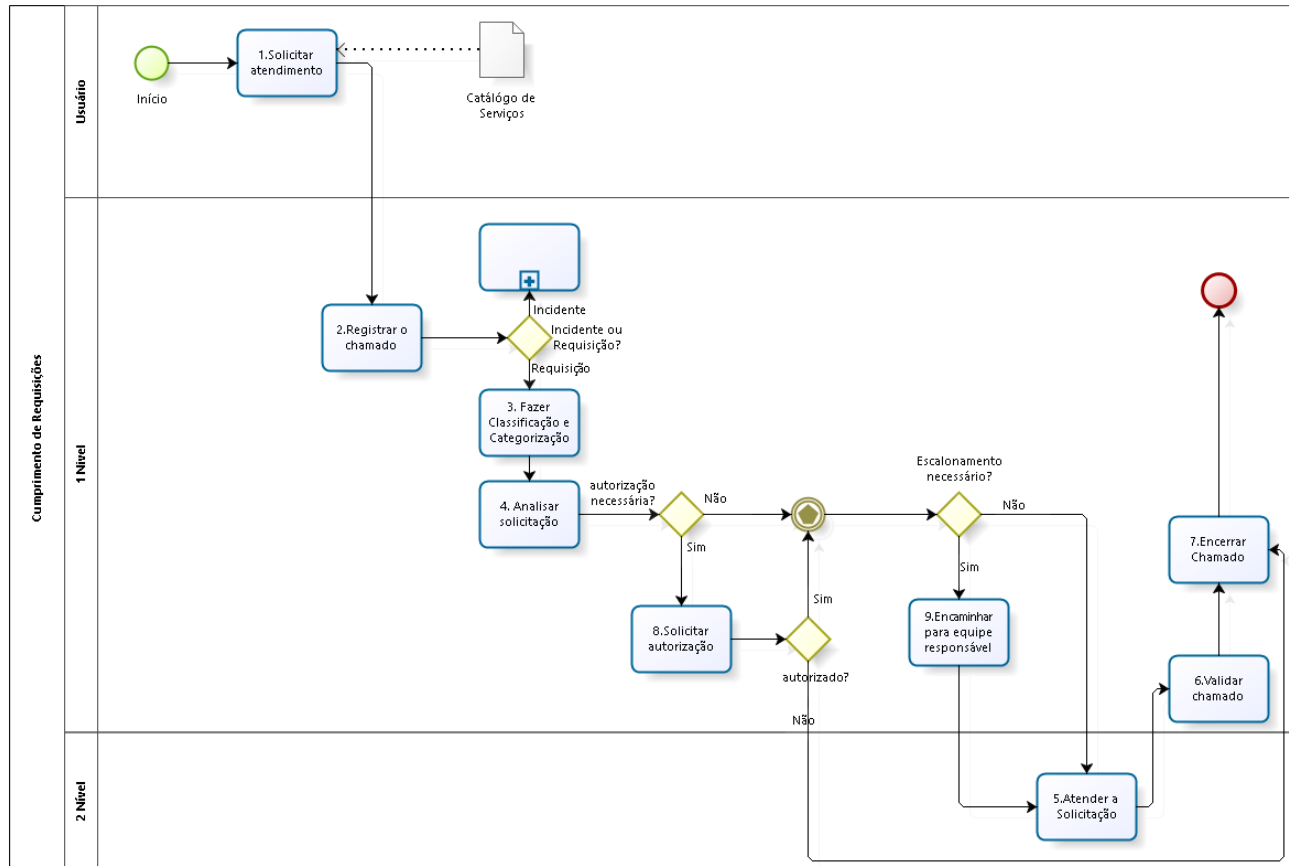 Cumprimento de Requisições
Usuário
Início
1.Solicitar
atendimento
Catálógo de
Serviços
1 Nivel
2.Registrar o
chamado
Incidente
Incidente ou
Requisição?
Requisição
3. Fazer
Classificação e
Categorização
4. Analisar
solicitação
autorização
necessária?
Não
Sim
8.Solicitar
autorização
Sim
autorizado?
Não
Escalonamento
necessário?
Não
Sim
9.Encaminhar
para equipe
responsável
7.Encerrar
Chamado
6.Validar
chamado
2 Nível
5.Atender a
Solicitação